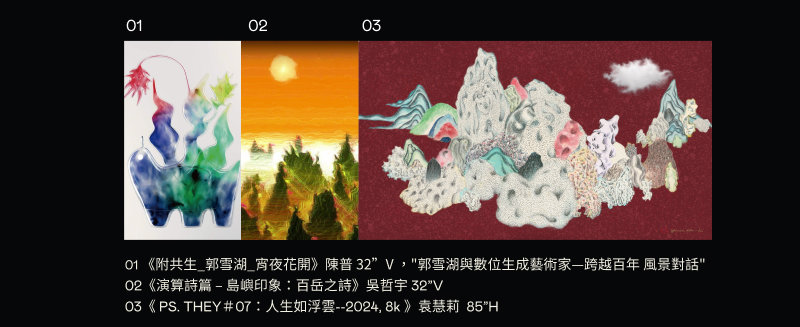 01
02
03
01 《附共生_郭雪湖_宵夜花開》陳普 32” V，"郭雪湖與數位生成藝術家—跨越百年 風景對話"
02《演算詩篇 – 島嶼印象：百岳之詩》吳哲宇 32”V
03《 PS. THEY＃07：人生如浮雲--2024, 8k 》袁慧莉 85”H